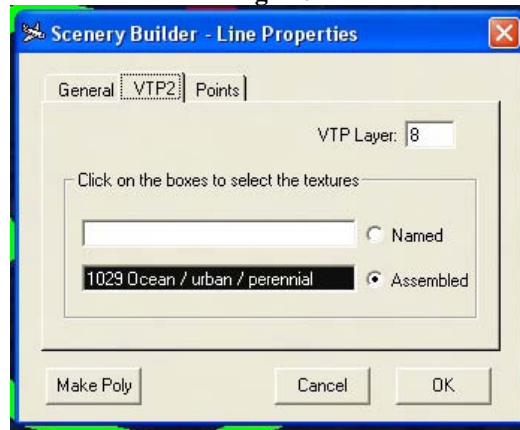 Scenery Builder - Line Properties
General VTP2 Points
VTP Layer: 8
Click on the boxes to select the textures
Named
1029 Ocean / urban / perennial Assembled
Make Poly Cancel OK